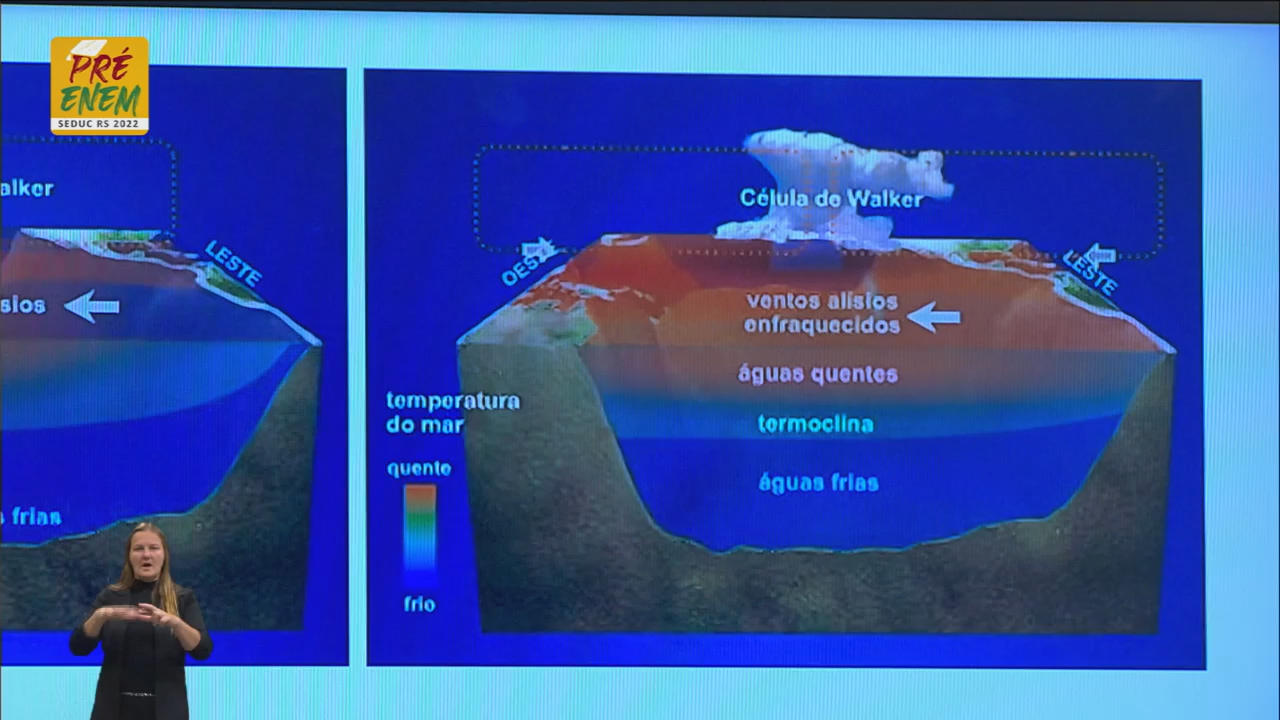 PRÉ
ENEM
SEDUC RS 2022
alker
LESTE
sios
s frias
Célula de Walker
OESTE
LESTE
ventos alísios
enfraquecidos
águas quentes
temperatura
do mar
termoclina
quente
águas frias
frio